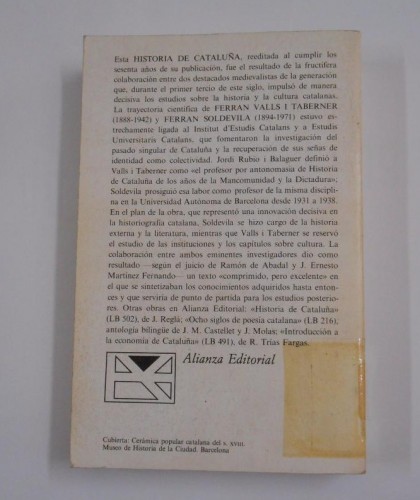 Esta HISTORIA DE CATALUÑA, reeditada al cumplir los
sesenta años de su publicación, fue el resultado de la fructífera
colaboración entre dos destacados medievalistas de la generación
que, durante el primer tercio de este siglo, impulsó de manera
decisiva los estudios sobre la historia y la cultura catalanas.
La trayectoria científica de FERRAN VALLS I TABERNER
(1888-1942) y FERRAN SOLDEVILA (1894-1971) estuvo es-
trechamente ligada al Institut d'Estudis Catalans y a Estudis
Universitaris Catalans, que fomentaron la investigación del
pasado singular de Cataluña y la recuperación de sus señas de
identidad como colectividad. Jordi Rubio i Balaguer definió a
Valls i Taberner como «el profesor por antonomasia de Historia
de Cataluña de los años de la Mancomunidad y la Dictadura»;
Soldevila prosiguió esa labor como profesor de la misma discipli-
na en la Universidad Autónoma de Barcelona desde 1931 a 1938.
En el plan de la obra, que representó una innovación decisiva en
la historiografía catalana, Soldevila se hizo cargo de la historia
externa y la literatura, mientras que Valls i Taberner se reservó
el estudio de las instituciones y los capítulos sobre cultura. La
colaboración entre ambos eminentes investigadores dio como
resultado —según el juicio de Ramón de Abadal y J. Ernesto
Martínez Fernando— un texto «comprimido, pero excelente» en
el que se sintetizaban los conocimientos adquiridos hasta enton-
ces y que serviría de punto de partida para los estudios posterio-
res. Otras obras en Alianza Editorial: «Historia de Cataluña»
(LB 502), de J. Reglà; «Ocho siglos de poesía catalana» (LB 216),
antología bilingüe de J. M. Castellet y J. Molas; «Introducción a
la economía de Cataluña» (LB 491), de R. Trías Fargas.
Alianza Editorial
Cubierta: Cerámica popular catalana del s. XVIII.
Museo de Historia de la Ciudad. Barcelona